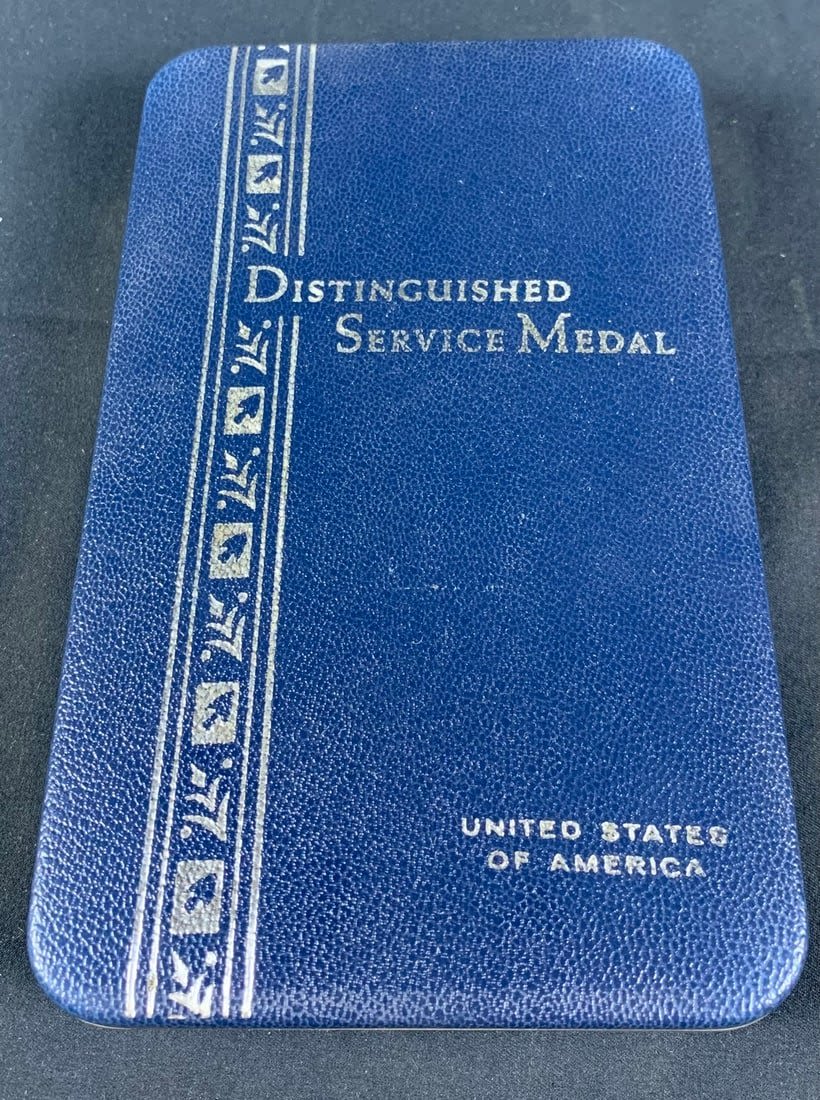 DISTINGUISHED
SERVICE MEDAL
UNITED STATES
OF AMERICA